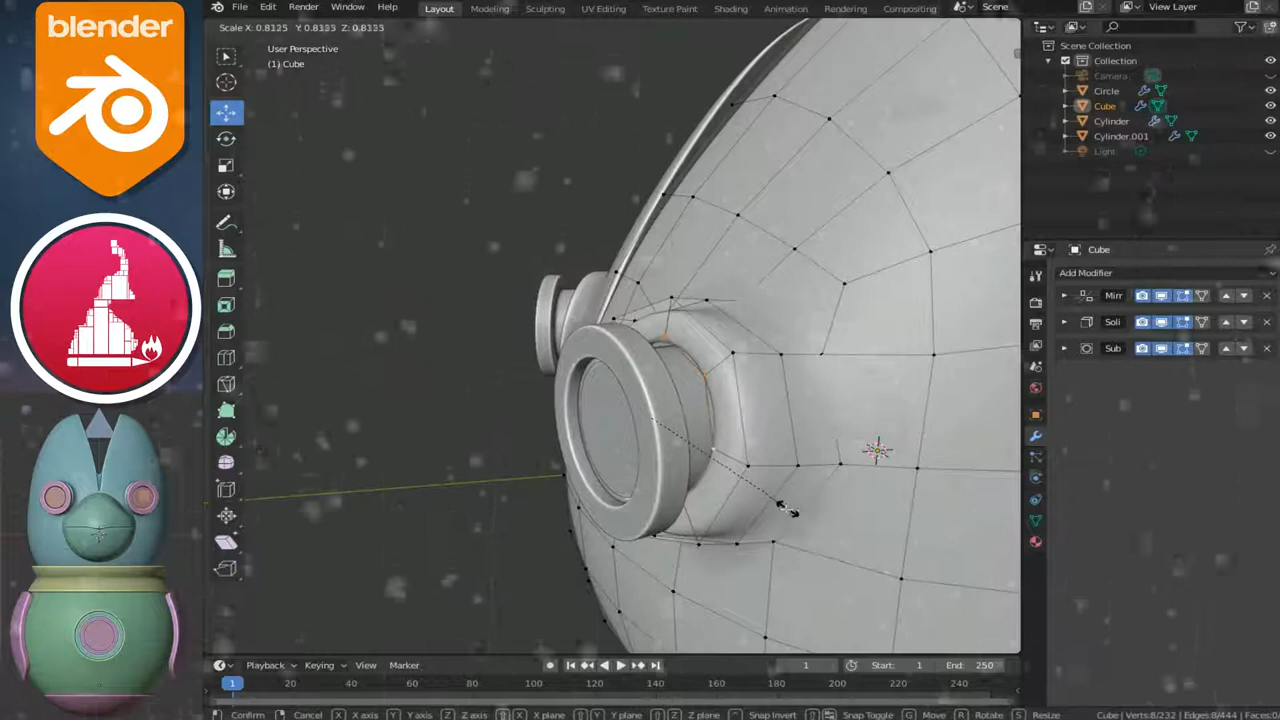 blender
File Edit Render Window Help
Layout Modeling Sculpting UV Editing Texture Paint Shading Animation Rendering Compositing
Scene
View Layer
Scale X: 0.8125 Y: 0.8333 Z: 0.8333
User Perspective
(1) Cube
Scene Collection
Collection
Camera
Circle
Cube
Cylinder
Cylinder.001
Light
Cube
Add Modifier
Mirr
Soli
Sub
Playback Keying View Marker
1
Start: 1
End: 250
1 20 40 60 80 100 120 140 160 180 200 220 240
Confirm Cancel X X axis Y Y axis Z Z axis X X plane Y Y plane Z Z plane Snap Invert Snap Toggle G Move R Rotate S Resize
Cube | Verts:8/232 | Edges:8/444 | Faces:0